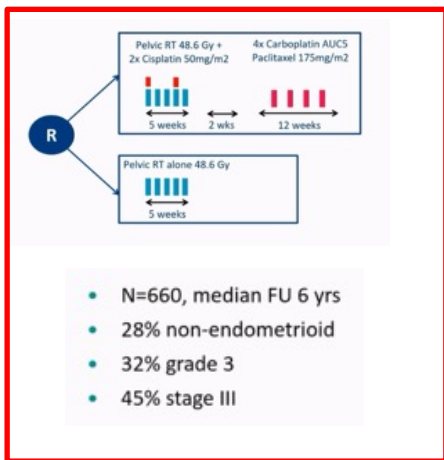 Pelvic RT 48.6 Gy +
2x Cisplatin 50mg/m2
4x Carboplatin AUC5
Paclitaxel 175mg/m2
5 weeks
2 wks
12 weeks
R
Pelvic RT alone 48.6 Gy
5 weeks
• N=660, median FU 6 yrs
• 28% non-endometrioid
• 32% grade 3
• 45% stage III